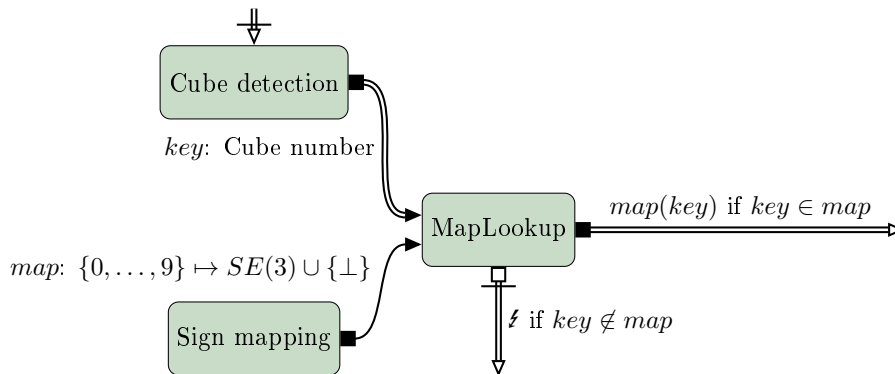 Cube detection
key: Cube number
MapLookup
map(key) if key ∈ map
map: {0, . . . , 9} ↦ SE(3) ∪ {⊥}
↯ if key ∉ map
Sign mapping